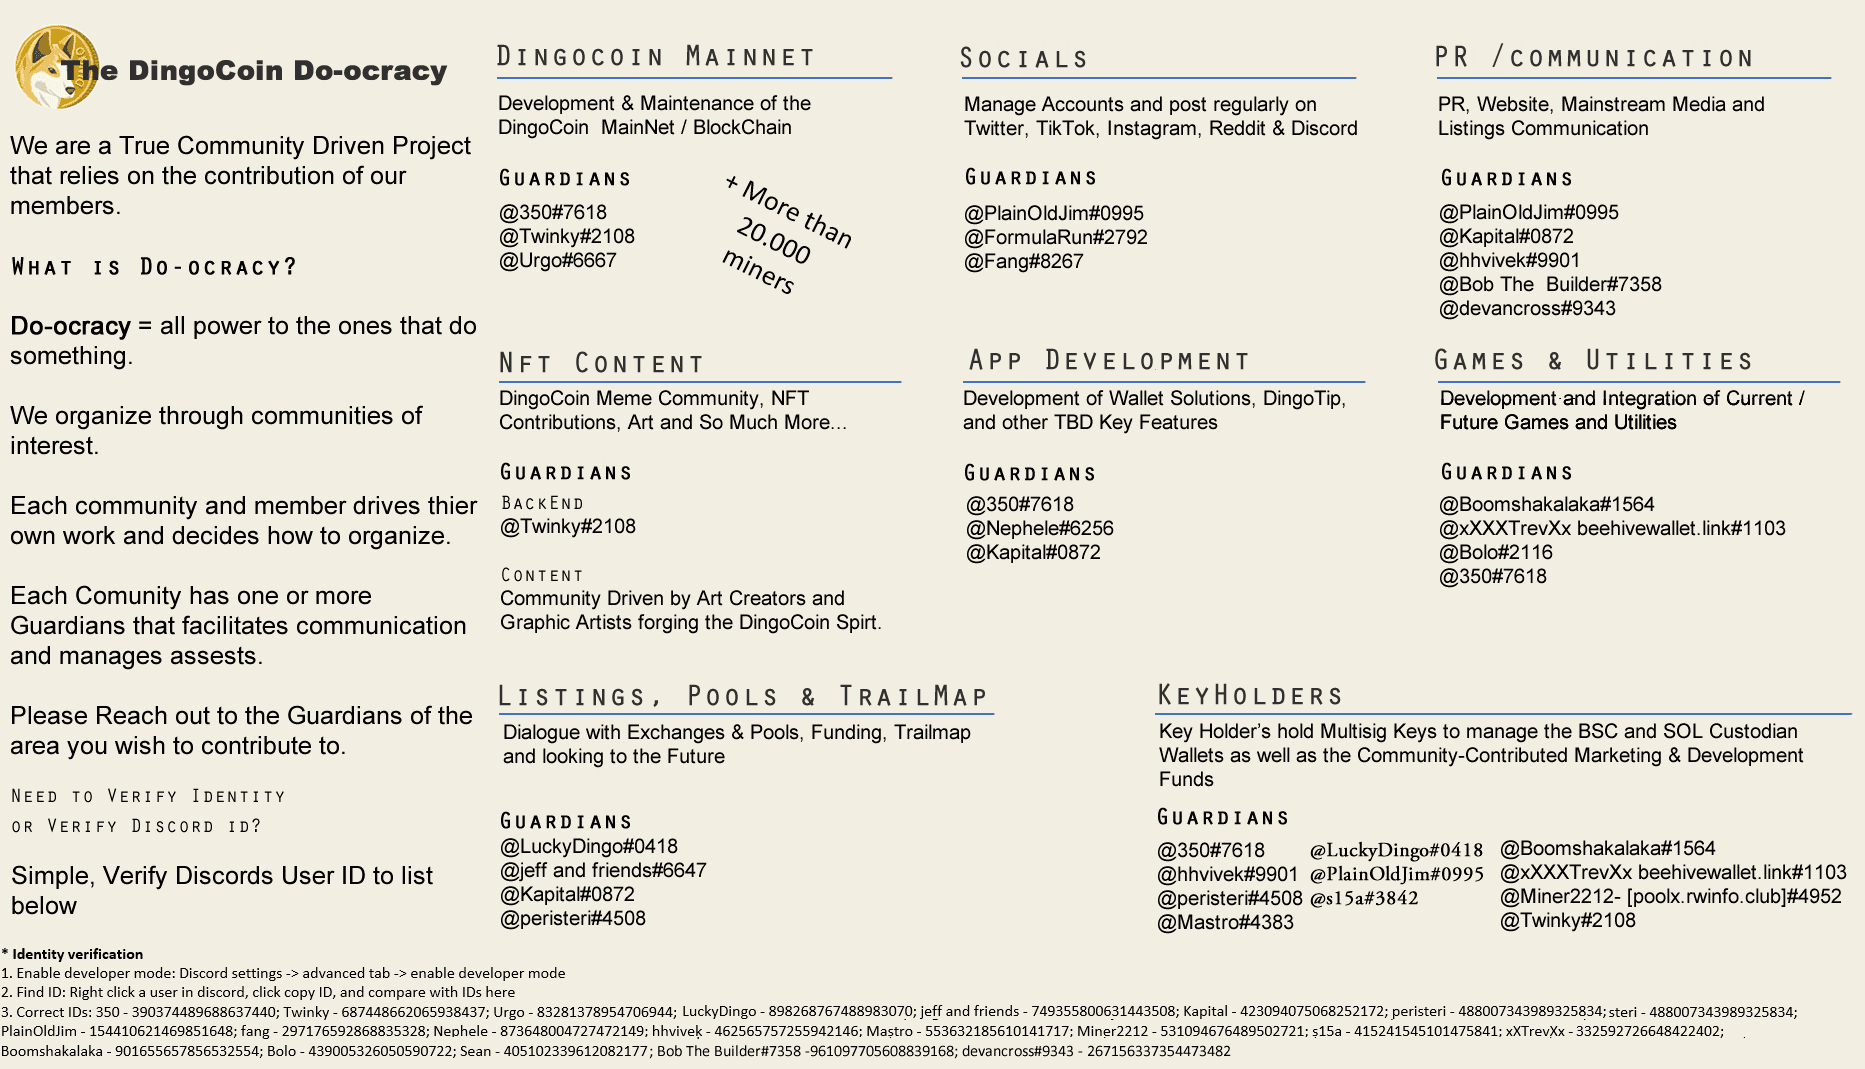 The DingoCoin Do-ocracy
We are a True Community Driven Project
that relies on the contribution of our
members.
What is Do-ocracy?
Do-ocracy = all power to the ones that do
something.
We organize through communities of
interest.
Each community and member drives thier
own work and decides how to organize.
Each Comunity has one or more
Guardians that facilitates communication
and manages assests.
Please Reach out to the Guardians of the
area you wish to contribute to.
Need to Verify Identity
or Verify Discord id?
Simple, Verify Discords User ID to list
below
Dingocoin Mainnet
Development & Maintenance of the
DingoCoin MainNet / BlockChain
Guardians
@350#7618
@Twinky#2108
@Urgo#6667
+ More than
20.000
miners
Socials
Manage Accounts and post regularly on
Twitter, TikTok, Instagram, Reddit & Discord
Guardians
@PlainOldJim#0995
@FormulaRun#2792
@Fang#8267
PR /communication
PR, Website, Mainstream Media and
Listings Communication
Guardians
@PlainOldJim#0995
@Kapital#0872
@hhvivek#9901
@Bob The Builder#7358
@devancross#9343
Nft Content
DingoCoin Meme Community, NFT
Contributions, Art and So Much More...
Guardians
BackEnd
@Twinky#2108
Content
Community Driven by Art Creators and
Graphic Artists forging the DingoCoin Spirt.
App Development
Development of Wallet Solutions, DingoTip,
and other TBD Key Features
Guardians
@350#7618
@Nephele#6256
@Kapital#0872
Games & Utilities
Development and Integration of Current /
Future Games and Utilities
Guardians
@Boomshakalaka#1564
@xXXXTrevXx beehivewallet.link#1103
@Bolo#2116
@350#7618
Listings, Pools & TrailMap
Dialogue with Exchanges & Pools, Funding, Trailmap
and looking to the Future
Guardians
@LuckyDingo#0418
@jeff and friends#6647
@Kapital#0872
@peristeri#4508
KeyHolders
Key Holder's hold Multisig Keys to manage the BSC and SOL Custodian
Wallets as well as the Community-Contributed Marketing & Development
Funds
Guardians
@350#7618
@hhvivek#9901
@peristeri#4508
@Mastro#4383
@LuckyDingo#0418
@PlainOldJim#0995
@s15a#3842
@Boomshakalaka#1564
@xXXXTrevXx beehivewallet.link#1103
@Miner2212- [poolx.rwinfo.club]#4952
@Twinky#2108
* Identity verification
1. Enable developer mode: Discord settings -> advanced tab -> enable developer mode
2. Find ID: Right click a user in discord, click copy ID, and compare with IDs here
3. Correct IDs: 350 - 390374489688637440; Twinky - 687448662065938437; Urgo - 83281378954706944; LuckyDingo - 898268767488983070; jeff and friends - 749355800631443508; Kapital - 423094075068252172; peristeri - 488007343989325834; steri - 488007343989325834;
PlainOldJim - 154410621469851648; fang - 297176592868835328; Nephele - 873648004727472149; hhvivek - 462565757255942146; Mastro - 553632185610141717; Miner2212 - 531094676489502721; s15a - 415241545101475841; xXTrevXx - 332592726648422402;
Boomshakalaka - 901655657856532554; Bolo - 439005326050590722; Sean - 405102339612082177; Bob The Builder#7358 -961097705608839168; devancross#9343 - 267156337354473482